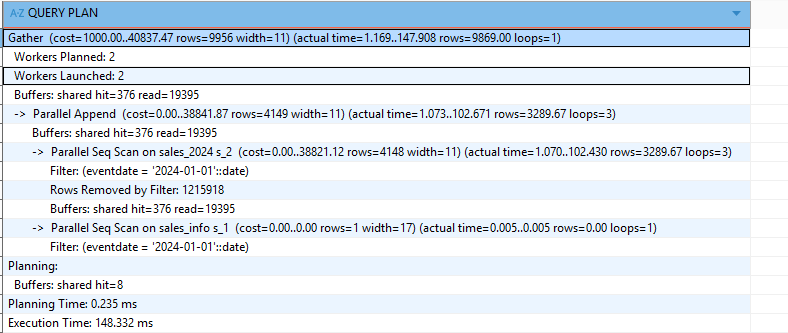 A-Z QUERY PLAN
Gather (cost=1000.00..40837.47 rows=9956 width=11) (actual time=1.169..147.908 rows=9869.00 loops=1)
Workers Planned: 2
Workers Launched: 2
Buffers: shared hit=376 read=19395
-> Parallel Append (cost=0.00..38841.87 rows=4149 width=11) (actual time=1.073..102.671 rows=3289.67 loops=3)
Buffers: shared hit=376 read=19395
-> Parallel Seq Scan on sales_2024 s_2 (cost=0.00..38821.12 rows=4148 width=11) (actual time=1.070..102.430 rows=3289.67 loops=3)
Filter: (eventdate = '2024-01-01'::date)
Rows Removed by Filter: 1215918
Buffers: shared hit=376 read=19395
-> Parallel Seq Scan on sales_info s_1 (cost=0.00..0.00 rows=1 width=17) (actual time=0.005..0.005 rows=0.00 loops=1)
Filter: (eventdate = '2024-01-01'::date)
Planning:
Buffers: shared hit=8
Planning Time: 0.235 ms
Execution Time: 148.332 ms